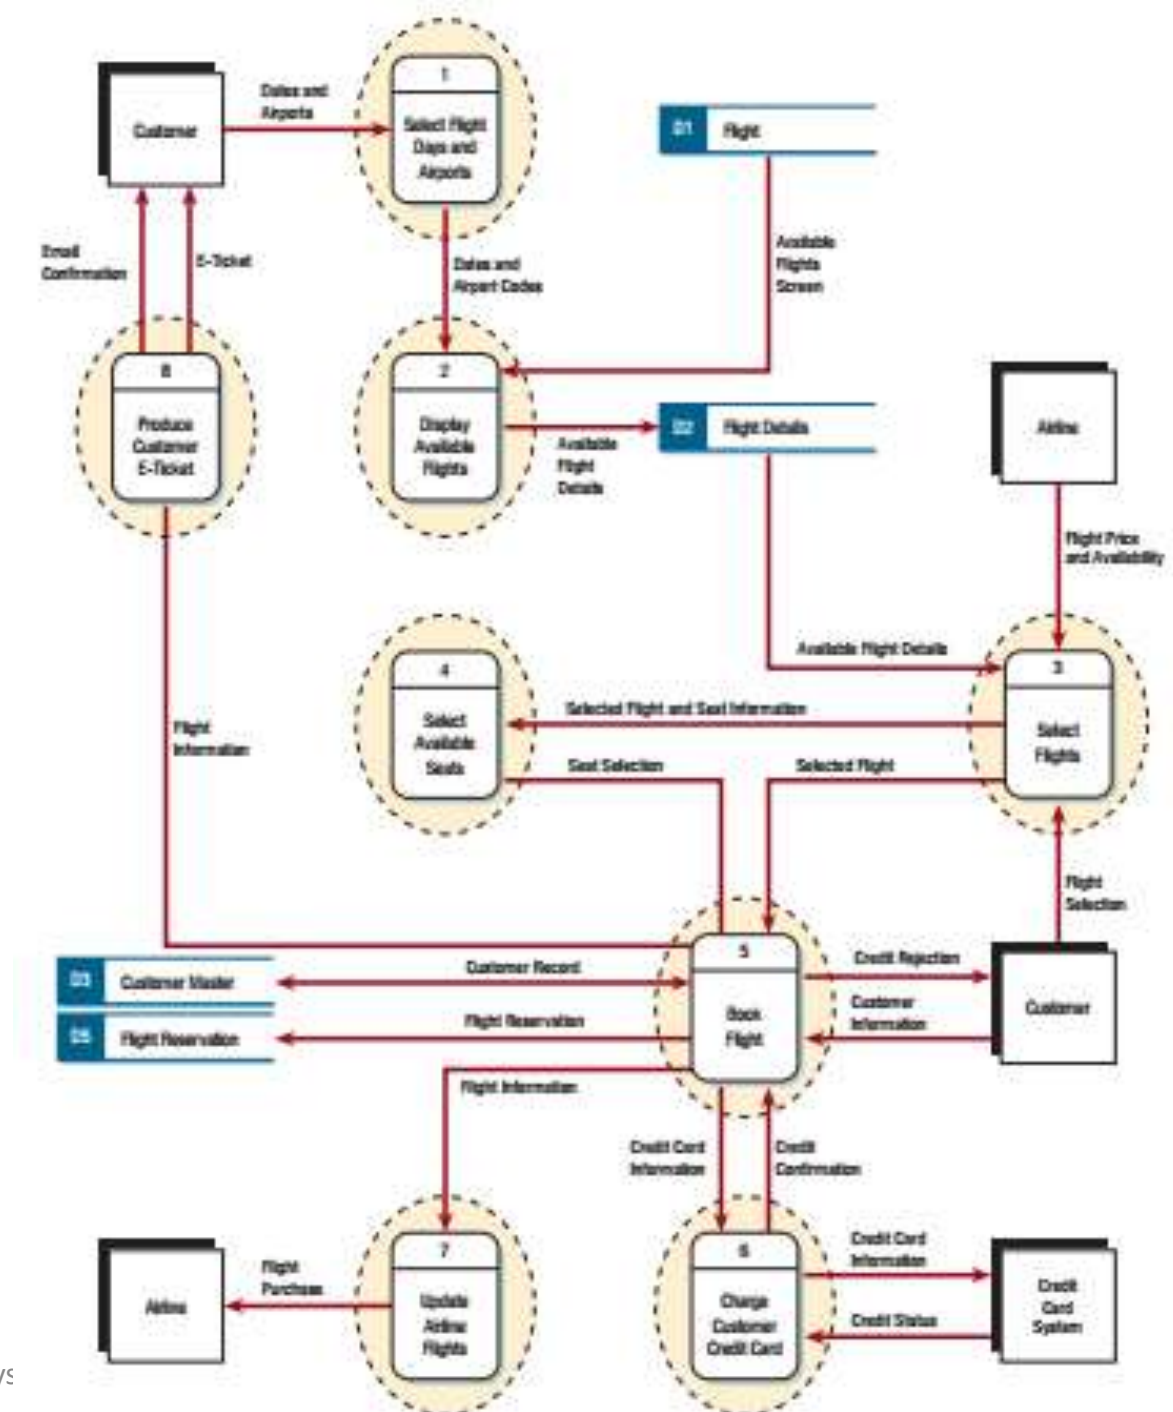 1
Select Flight
Days and
Airports
Customer
Dates and
Airports
D1 Flight
Email
Confirmation
E-Ticket
Dates and
Airport Codes
Available
Flights
Screen
8
Produce
Customer
E-Ticket
2
Display
Available
Flights
Available
Flight
Details
D2 Flight Details
Airline
Flight Price
and Availability
Available Flight Details
3
Select
Flights
4
Select
Available
Seats
Selected Flight and Seat Information
Seat Selection
Selected Flight
Flight
Information
Flight
Selection
5
Book
Flight
D3 Customer Master
Customer Record
D5 Flight Reservation
Flight Reservation
Credit Rejection
Customer
Information
Customer
Flight Information
Credit Card
Information
Credit
Confirmation
7
Update
Airline
Flights
Flight
Purchase
Airline
6
Charge
Customer
Credit Card
Credit Card
Information
Credit Status
Credit
Card
System